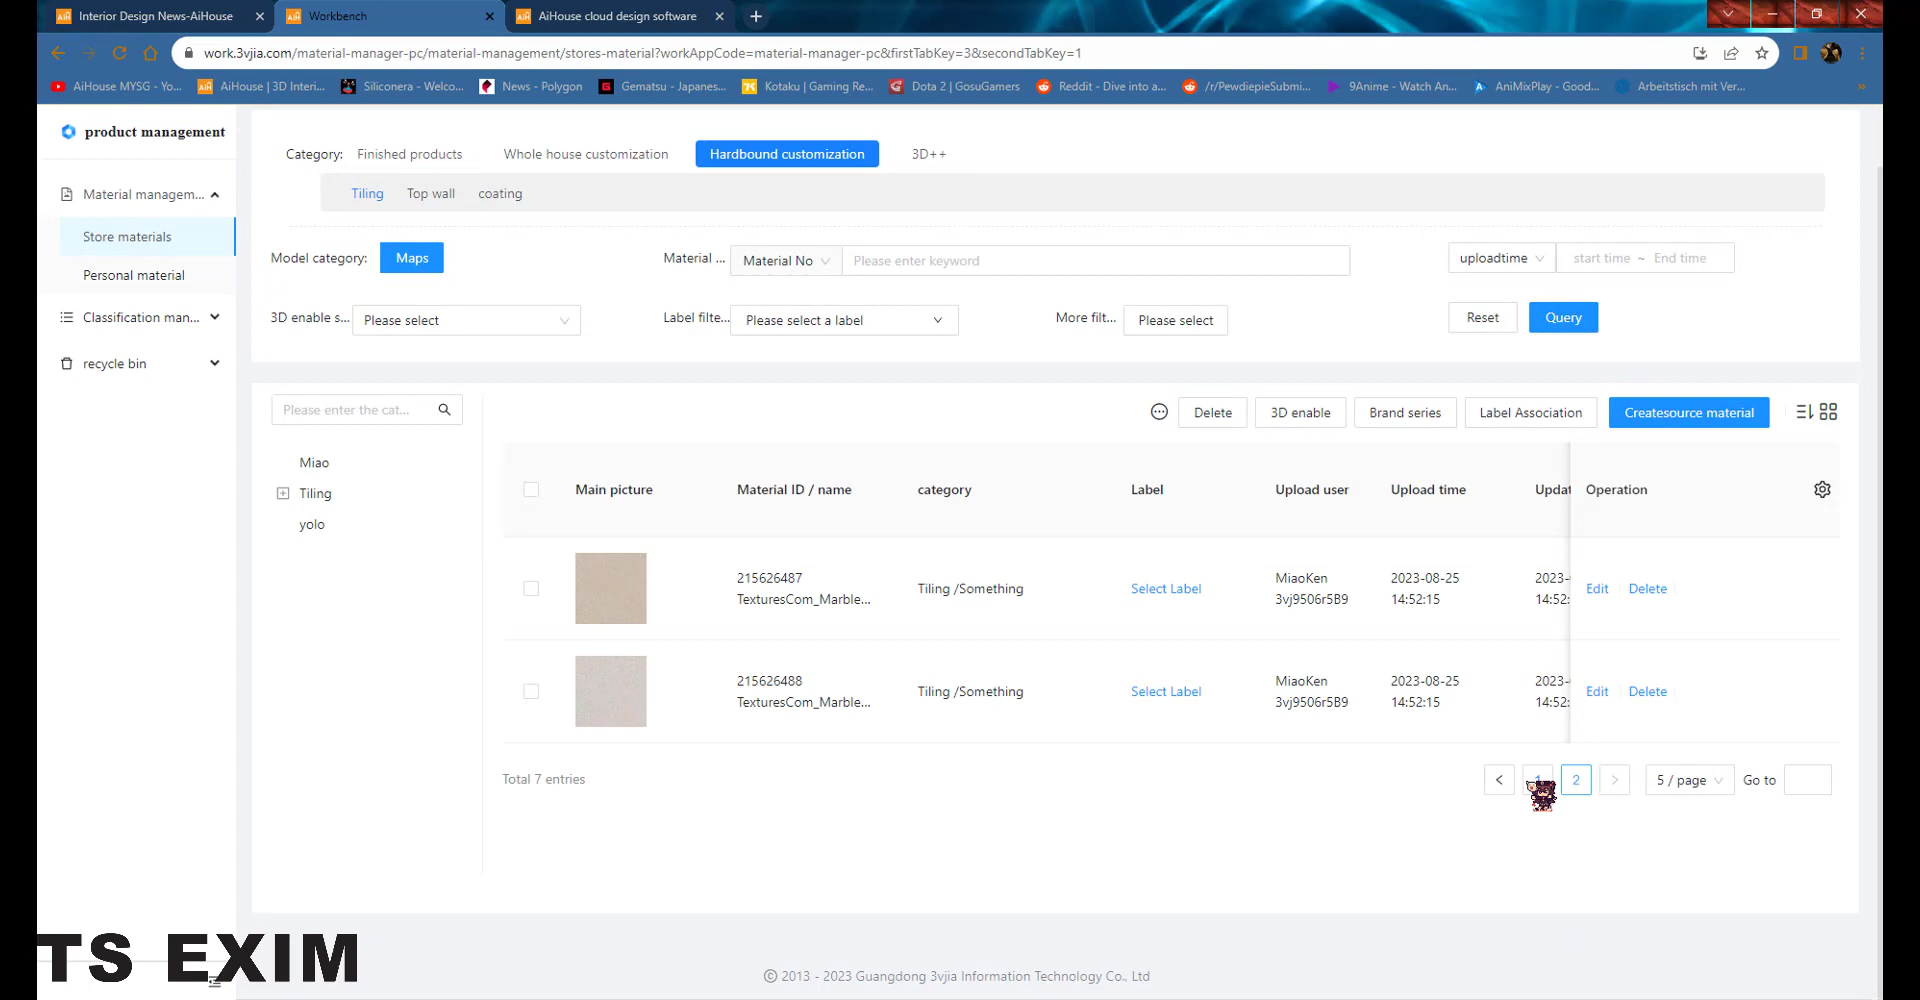 Interior Design News-AiHouse
Workbench
AiHouse cloud design software
work.3vjia.com/material-manager-pc/material-management/stores-material?workAppCode=material-manager-pc&firstTabKey=3&secondTabKey=1
AiHouse MYSG - Yo...
AiHouse | 3D Interi...
Siliconera - Welco...
News - Polygon
Gematsu - Japanes...
Kotaku | Gaming Re...
Dota 2 | GosuGamers
Reddit - Dive into a...
/r/PewdiepieSubmi...
9Anime - Watch An...
AniMixPlay - Good...
Arbeitstisch mit Ver...
product management
Material managem...
Store materials
Personal material
Classification man...
recycle bin
Category: Finished products Whole house customization Hardbound customization 3D++
Tiling Top wall coating
Model category: Maps Material ... Material No Please enter keyword uploadtime start time ~ End time
3D enable s... Please select Label filte... Please select a label More filt... Please select Reset Query
Please enter the cat...
Miao
Tiling
yolo
Delete 3D enable Brand series Label Association Createsource material
Main picture Material ID / name category Label Upload user Upload time Updat Operation
215626487 Tiling /Something Select Label MiaoKen 2023-08-25 2023- Edit Delete
TexturesCom_Marble... 3vj9506r5B9 14:52:15 14:52:
215626488 Tiling /Something Select Label MiaoKen 2023-08-25 2023- Edit Delete
TexturesCom_Marble... 3vj9506r5B9 14:52:15 14:52:
Total 7 entries
2 5 / page Go to
TS EXIM
© 2013 - 2023 Guangdong 3vjia Information Technology Co., Ltd